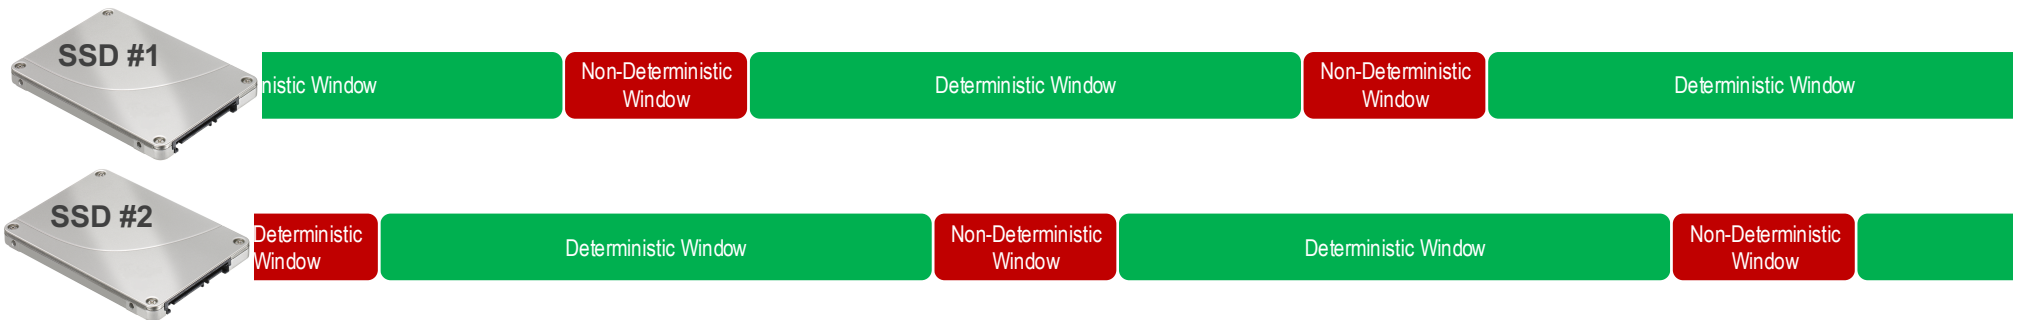 SSD #1
nistic Window
Non-Deterministic
Window
Deterministic Window
Non-Deterministic
Window
Deterministic Window
SSD #2
Deterministic
Window
Deterministic Window
Non-Deterministic
Window
Deterministic Window
Non-Deterministic
Window